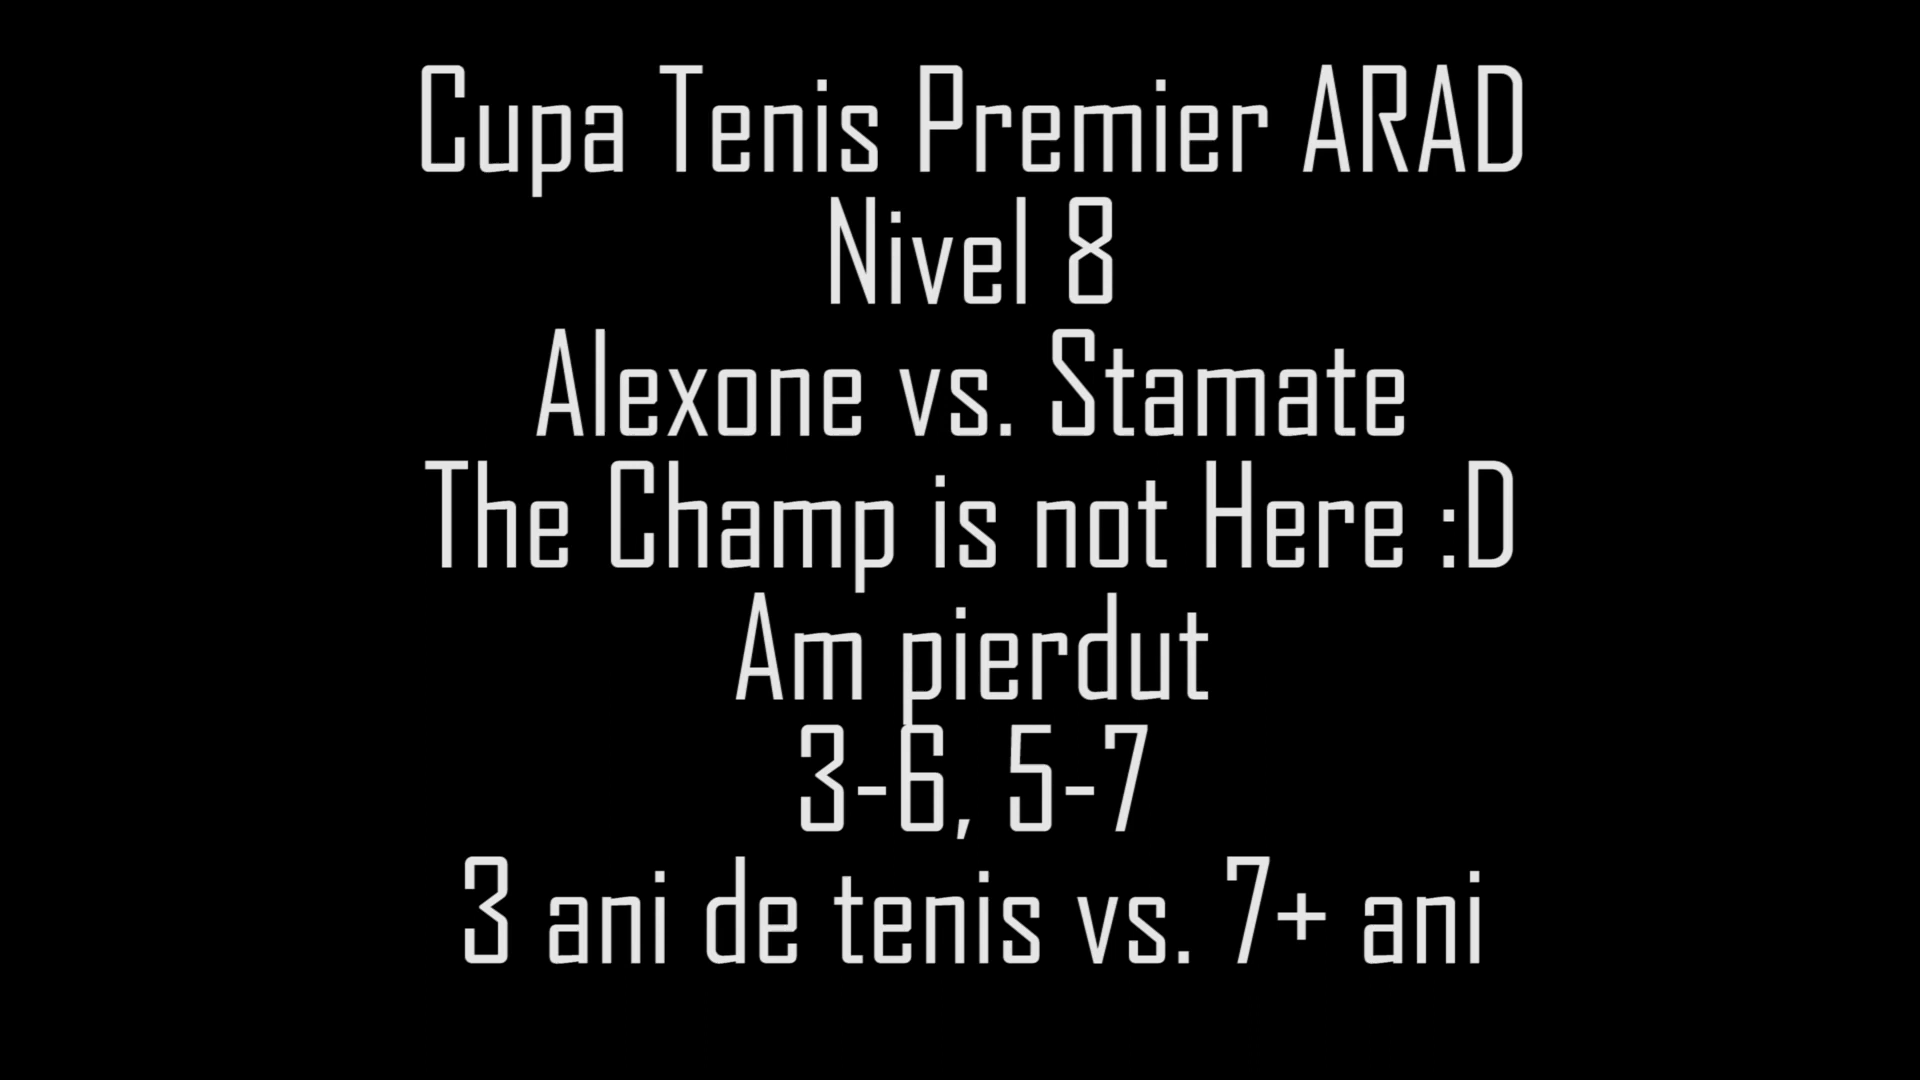 Cupa Tenis Premier ARAD
Nivel 8
Alexone vs. Stamate
The Champ is not Here :D
Am pierdut
3-6, 5-7
3 ani de tenis vs. 7+ ani